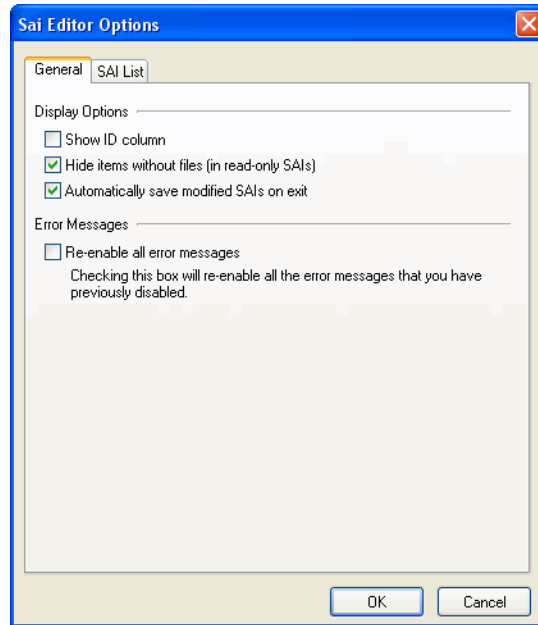 Sai Editor Options
General
SAI List
Display Options
Show ID column
Hide items without files (in read-only SAIs)
Automatically save modified SAIs on exit
Error Messages
Re-enable all error messages
Checking this box will re-enable all the error messages that you have
previously disabled.
OK
Cancel